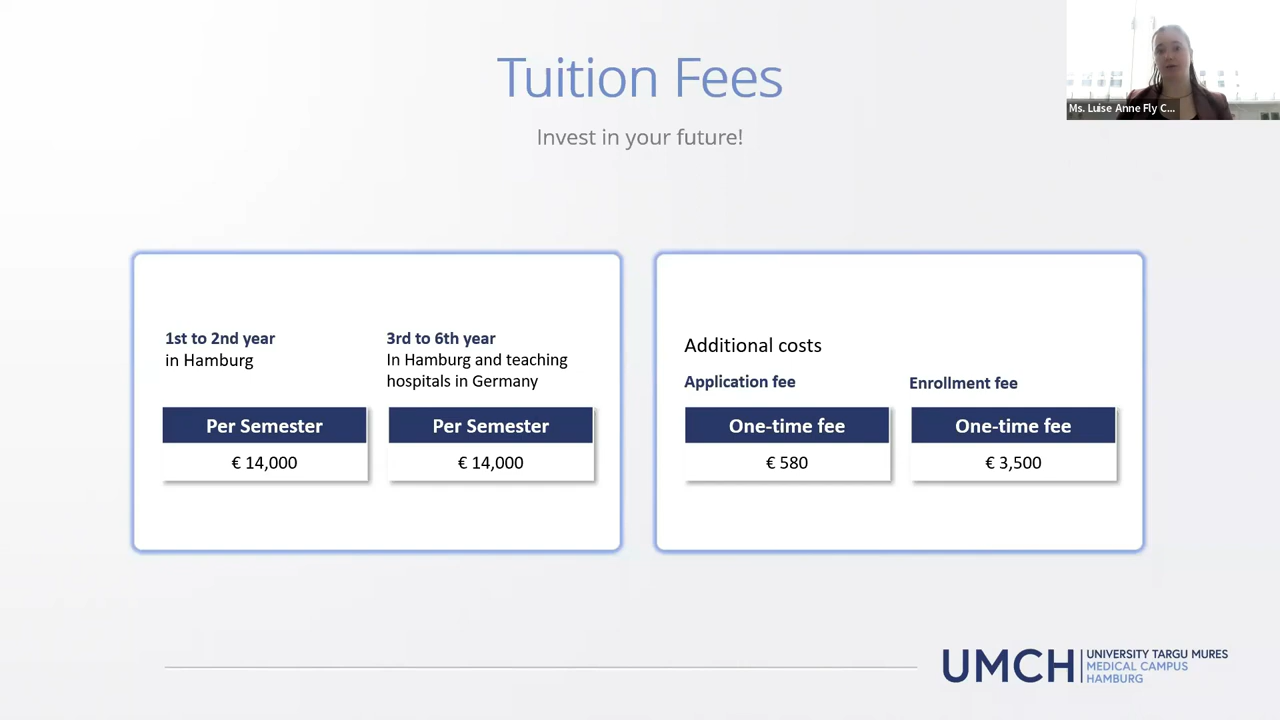 Tuition Fees
Invest in your future!
Ms. Luise Anne Fly C...
1st to 2nd year
in Hamburg
Per Semester
€ 14,000
3rd to 6th year
In Hamburg and teaching
hospitals in Germany
Per Semester
€ 14,000
Additional costs
Application fee
One-time fee
€ 580
Enrollment fee
One-time fee
€ 3,500
UMCH
UNIVERSITY TARGU MURES
MEDICAL CAMPUS
HAMBURG